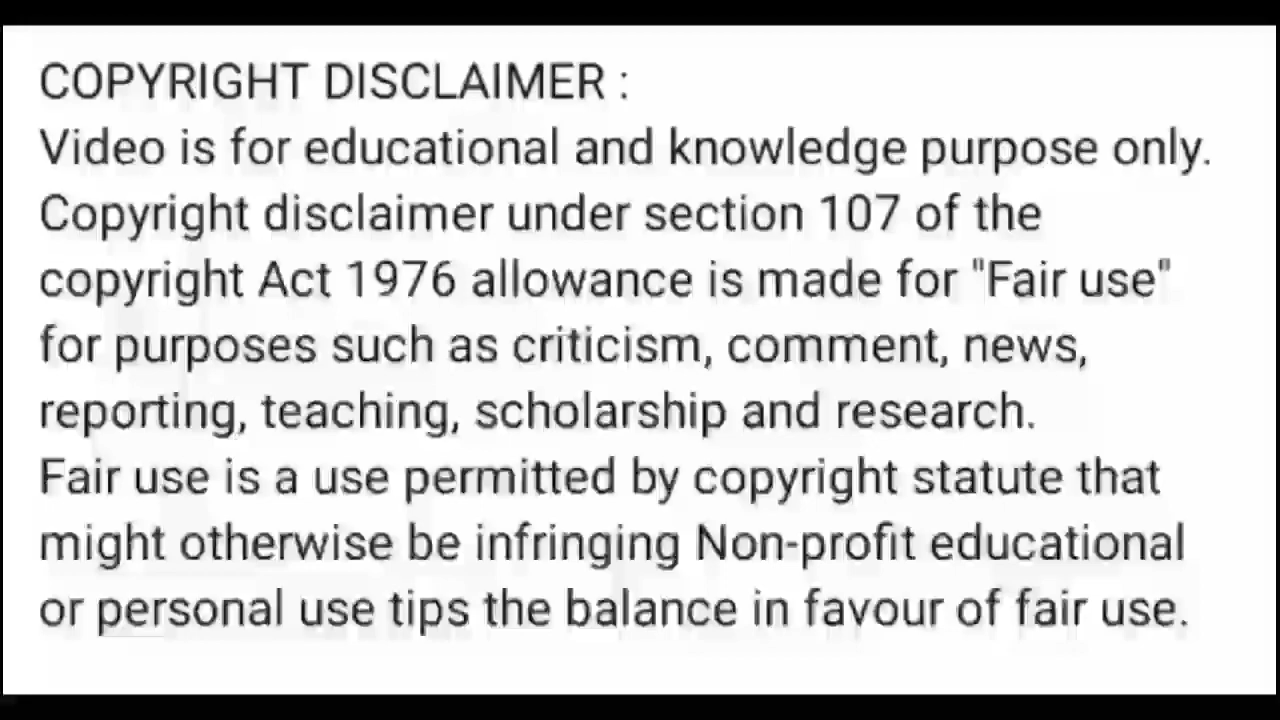 COPYRIGHT DISCLAIMER :
Video is for educational and knowledge purpose only.
Copyright disclaimer under section 107 of the
copyright Act 1976 allowance is made for "Fair use"
for purposes such as criticism, comment, news,
reporting, teaching, scholarship and research.
Fair use is a use permitted by copyright statute that
might otherwise be infringing Non-profit educational
or personal use tips the balance in favour of fair use.